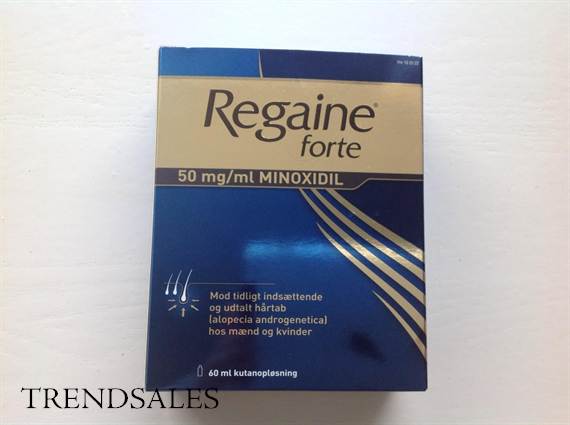 Regaine®
forte
50 mg/ml MINOXIDIL
Mod tidligt indsættende
og udtalt hårtab
(alopecia androgenetica)
hos mænd og kvinder
60 ml kutanopløsning
TRENDSALES